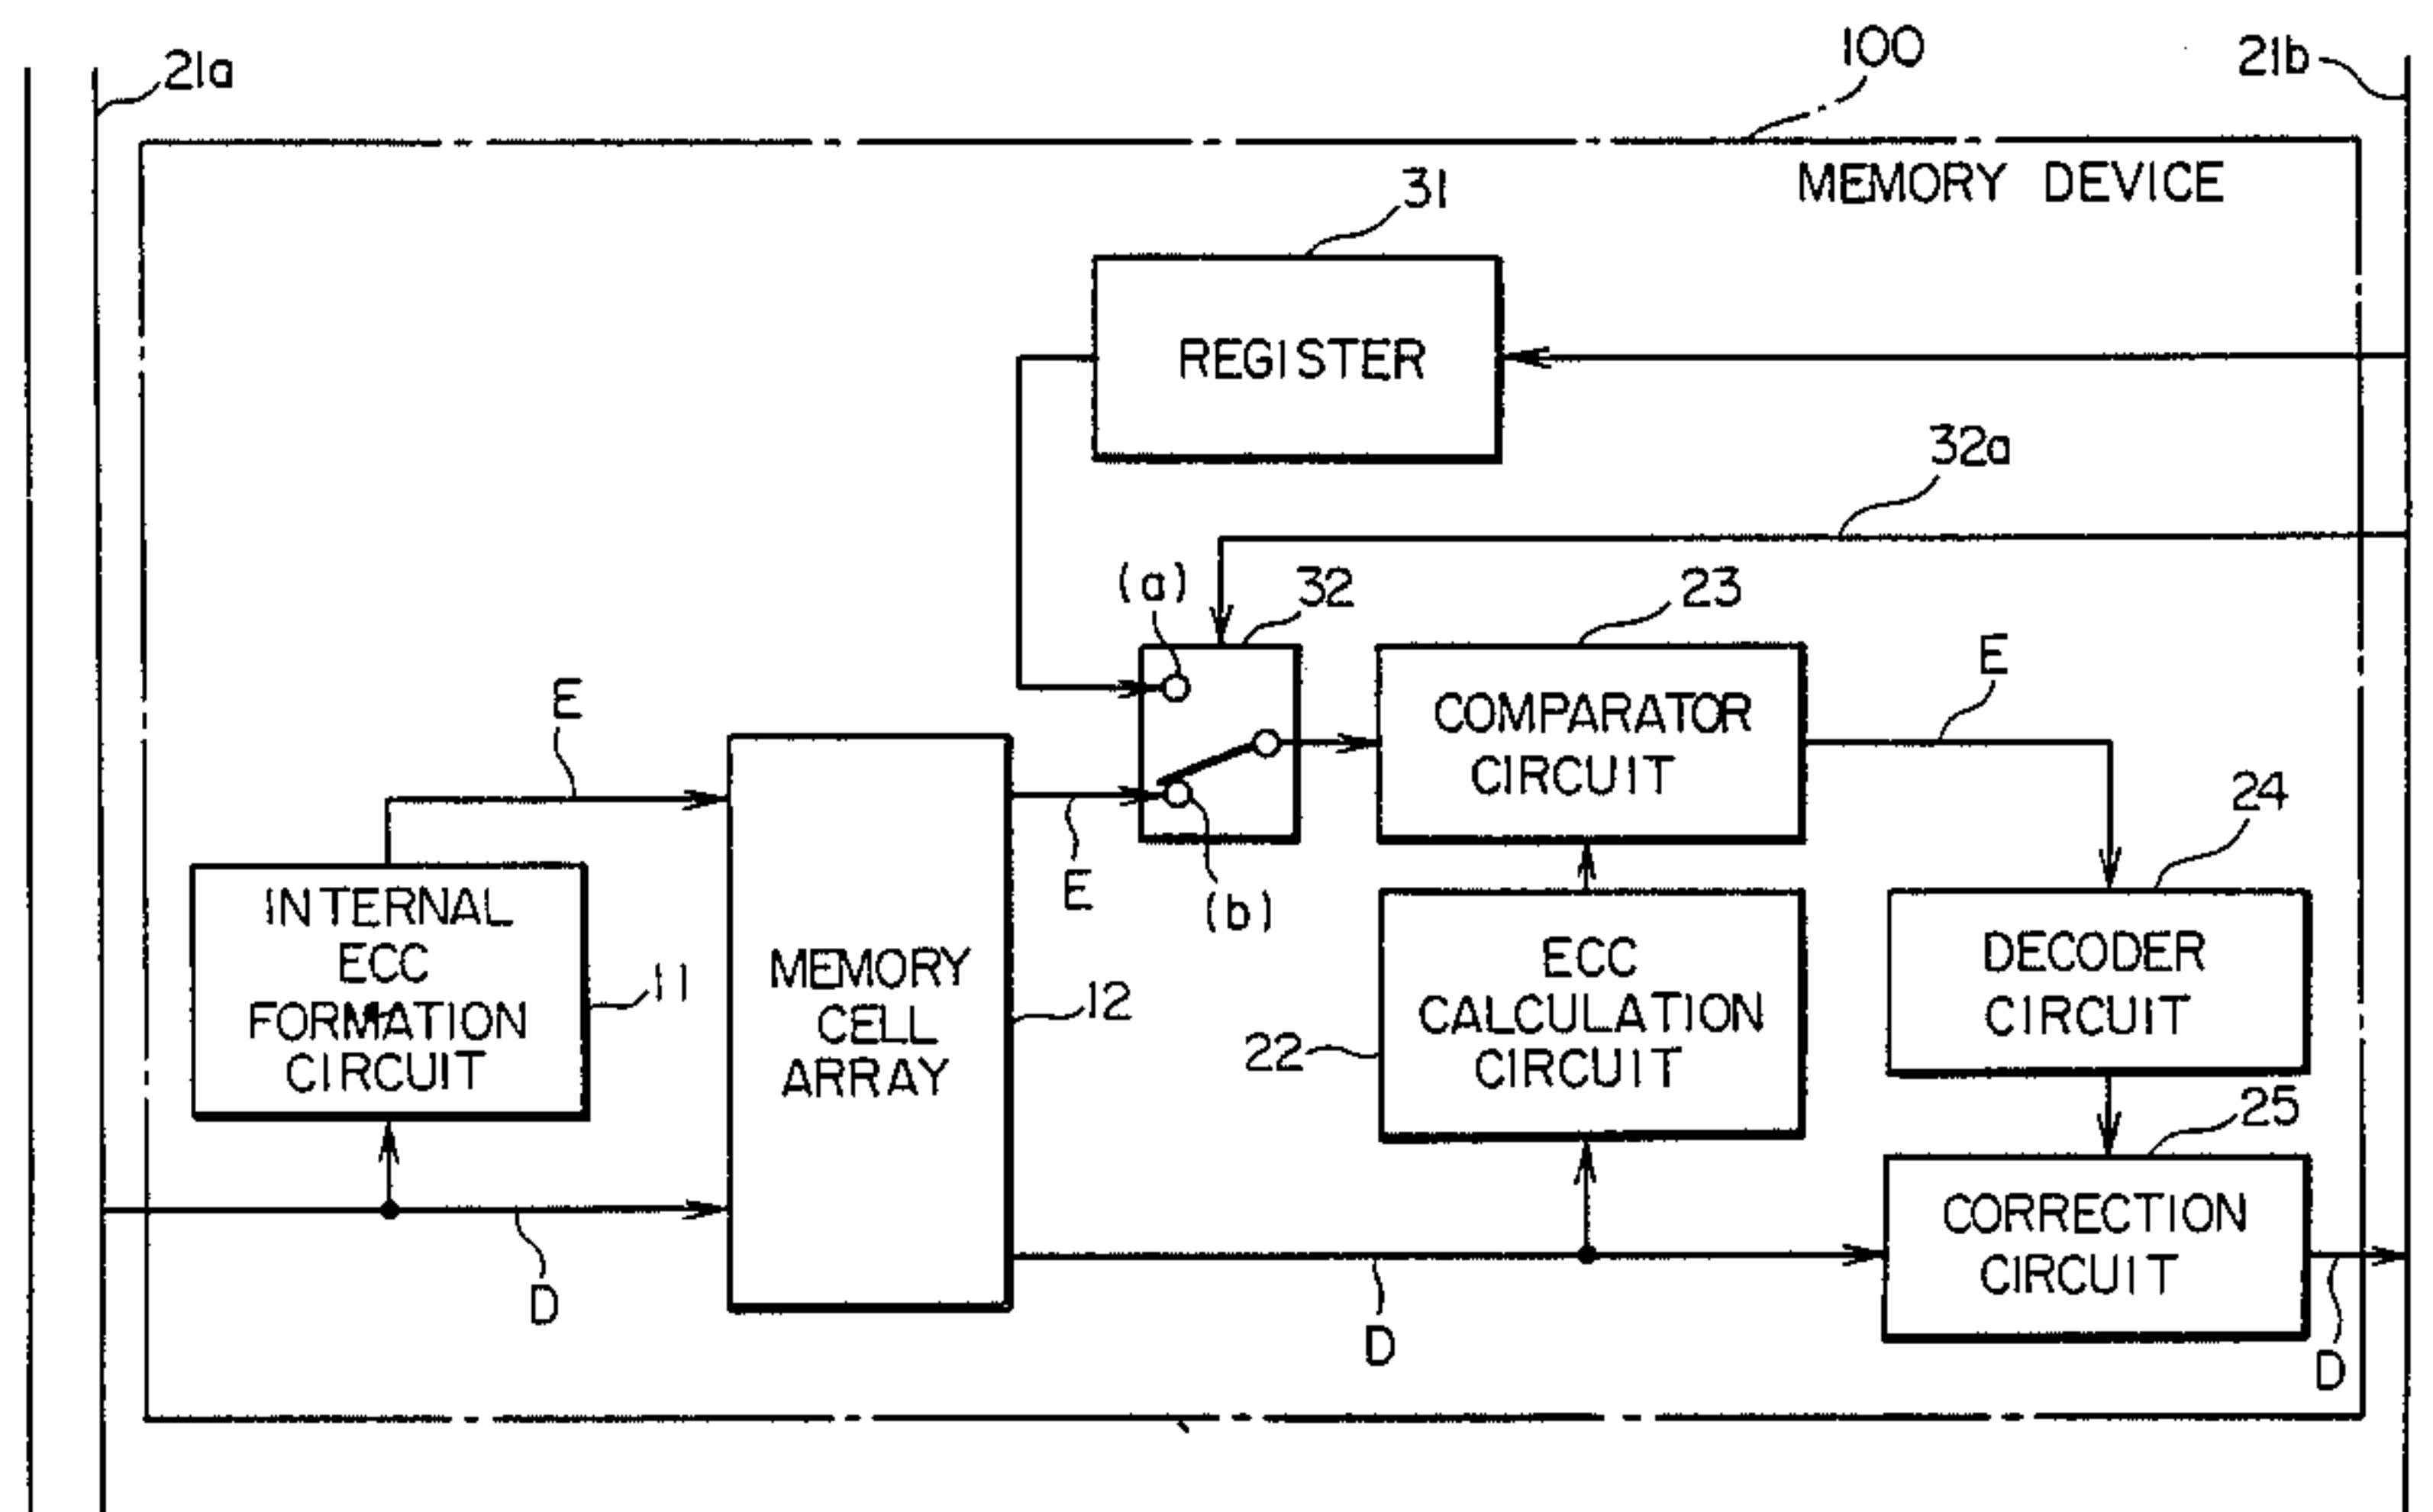 21a
100
21b
MEMORY DEVICE
31
REGISTER
32a
(a)
32
23
E
E
COMPARATOR
CIRCUIT
24
E
(b)
INTERNAL
ECC
FORMATION
CIRCUIT
11
MEMORY
CELL
ARRAY
12
22
ECC
CALCULATION
CIRCUIT
DECODER
CIRCUIT
25
CORRECTION
CIRCUIT
D
D
D